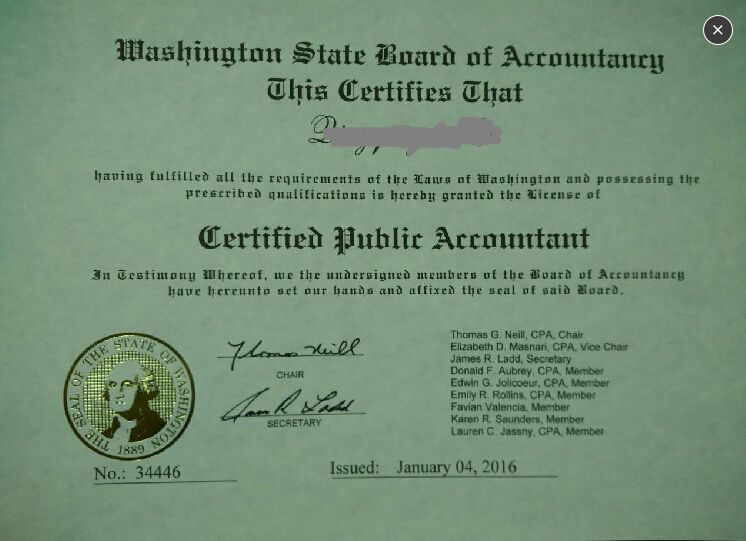 Washington State Board of Accountancy
This Certifies That
having fulfilled all the requirements of the Laws of Washington and possessing the
prescribed qualifications is hereby granted the License of
Certified Public Accountant
In Testimony Whereof, we the undersigned members of the Board of Accountancy
have hereunto set our hands and affixed the seal of said Board.
THE SEAL OF THE STATE OF WASHINGTON
1889
Thomas Neill
CHAIR
James R Ladd
SECRETARY
Thomas G. Neill, CPA, Chair
Elizabeth D. Masnari, CPA, Vice Chair
James R. Ladd, Secretary
Donald F. Aubrey, CPA, Member
Edwin G. Jolicoeur, CPA, Member
Emily R. Rollins, CPA, Member
Favian Valencia, Member
Karen R. Saunders, Member
Lauren C. Jassny, CPA, Member
No.: 34446
Issued: January 04, 2016